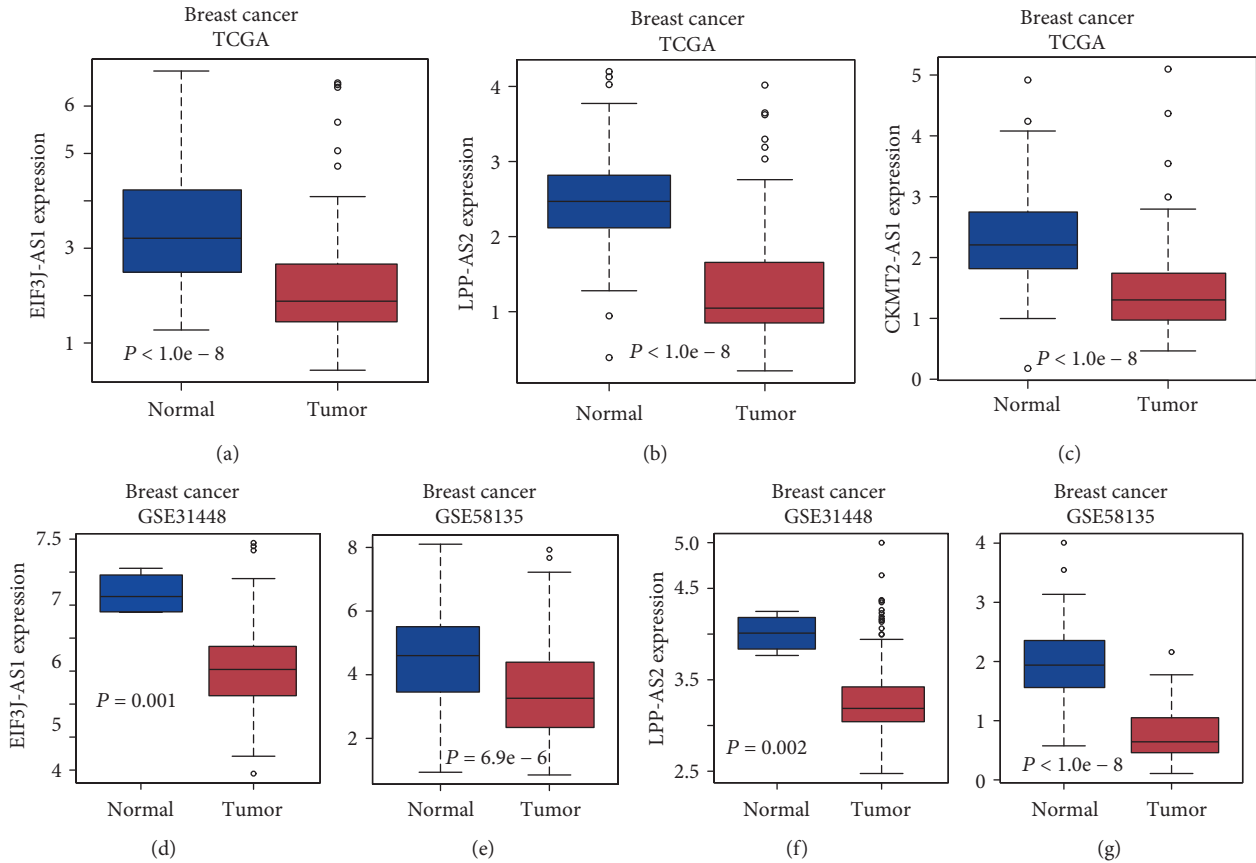 Breast cancer
TCGA
EIF3J-AS1 expression
6
5
3
1
P < 1.0e − 8
Normal
Tumor
(a)
Breast cancer
TCGA
LPP-AS2 expression
4
3
2
1
P < 1.0e − 8
Normal
Tumor
(b)
Breast cancer
TCGA
CKMT2-AS1 expression
5
4
3
2
1
0
P < 1.0e − 8
Normal
Tumor
(c)
Breast cancer
GSE31448
EIF3J-AS1 expression
7.5
7
6
5
4
P = 0.001
Normal
Tumor
(d)
Breast cancer
GSE58135
8
6
4
2
P = 6.9e − 6
Normal
Tumor
(e)
Breast cancer
GSE31448
LPP-AS2 expression
5.0
4.5
3.5
2.5
P = 0.002
Normal
Tumor
(f)
Breast cancer
GSE58135
4
3
2
1
0
P < 1.0e − 8
Normal
Tumor
(g)